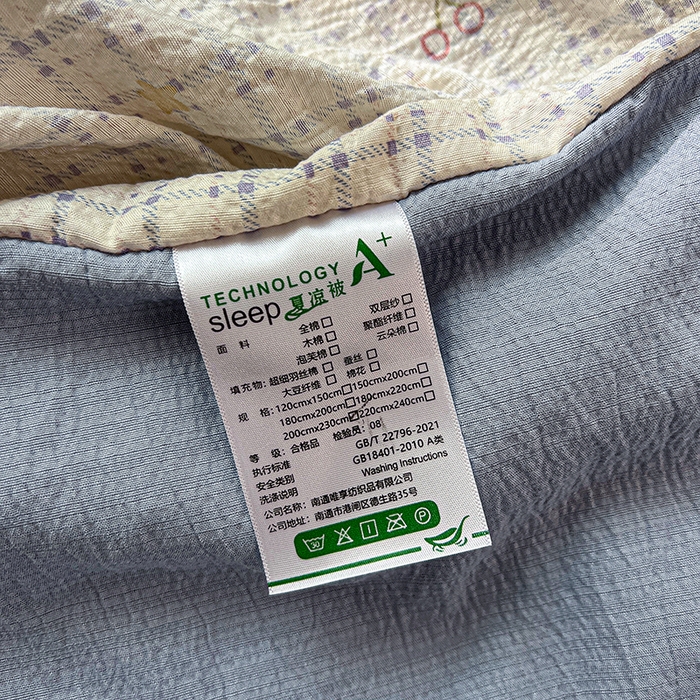 TECHNOLOGY A+
sleep 夏凉被
面 料 全棉□ 双层纱□
木棉□ 聚酯纤维□
泡芙棉□ 云朵棉□
填充物: 超细羽丝棉□ 蚕丝□
大豆纤维□ 棉花□
规 格: 120cmx150cm□ 150cmx200cm□
180cmx200cm□ 180cmx220cm□
200cmx230cm☑ 220cmx240cm□
等 级: 合格品 检验员: 08
执行标准 GB/T 22796-2021
安全类别 GB18401-2010 A类
洗涤说明 Washing Instructions
公司名称: 南通唯享纺织品有限公司
公司地址: 南通市港闸区德生路35号
30 P